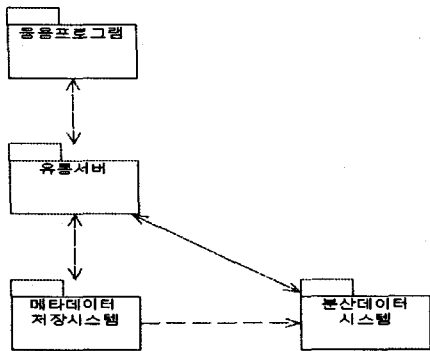 응용프로그램
유통서버
메타데이터
저장시스템
분산데이터
시스템